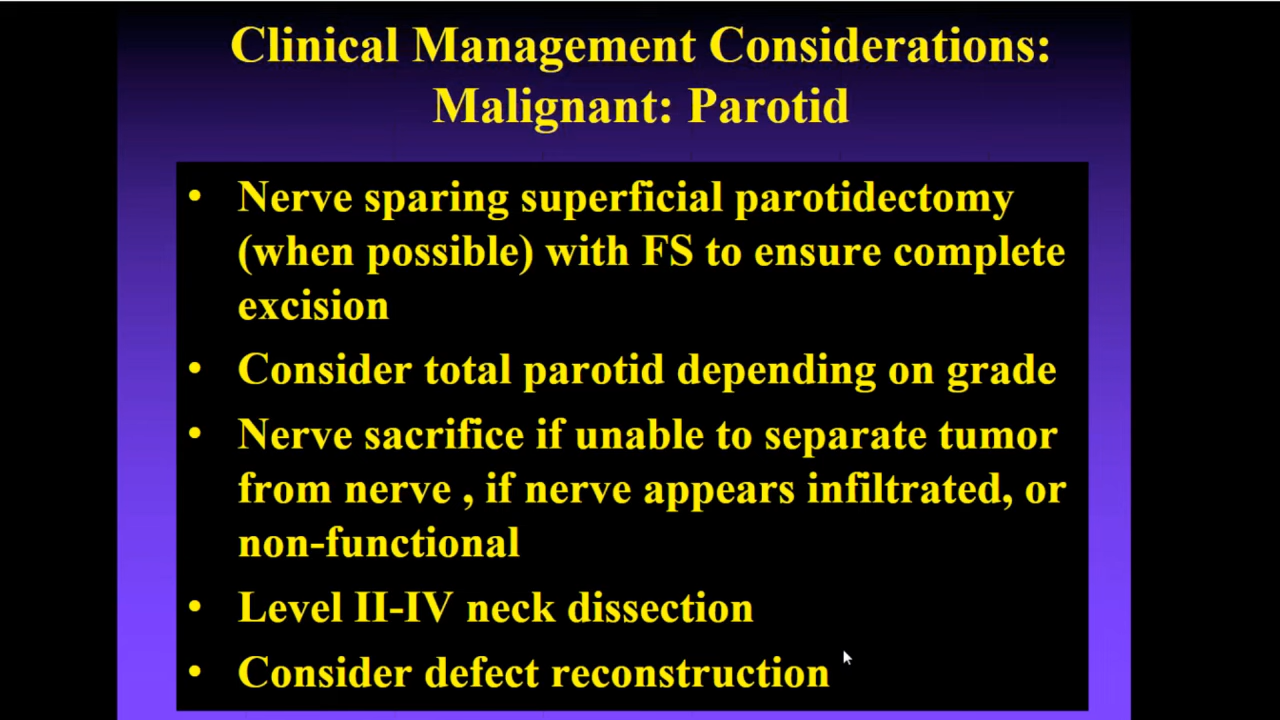 Clinical Management Considerations:
Malignant: Parotid
• Nerve sparing superficial parotidectomy
(when possible) with FS to ensure complete
excision
• Consider total parotid depending on grade
• Nerve sacrifice if unable to separate tumor
from nerve , if nerve appears infiltrated, or
non-functional
• Level II-IV neck dissection
• Consider defect reconstruction